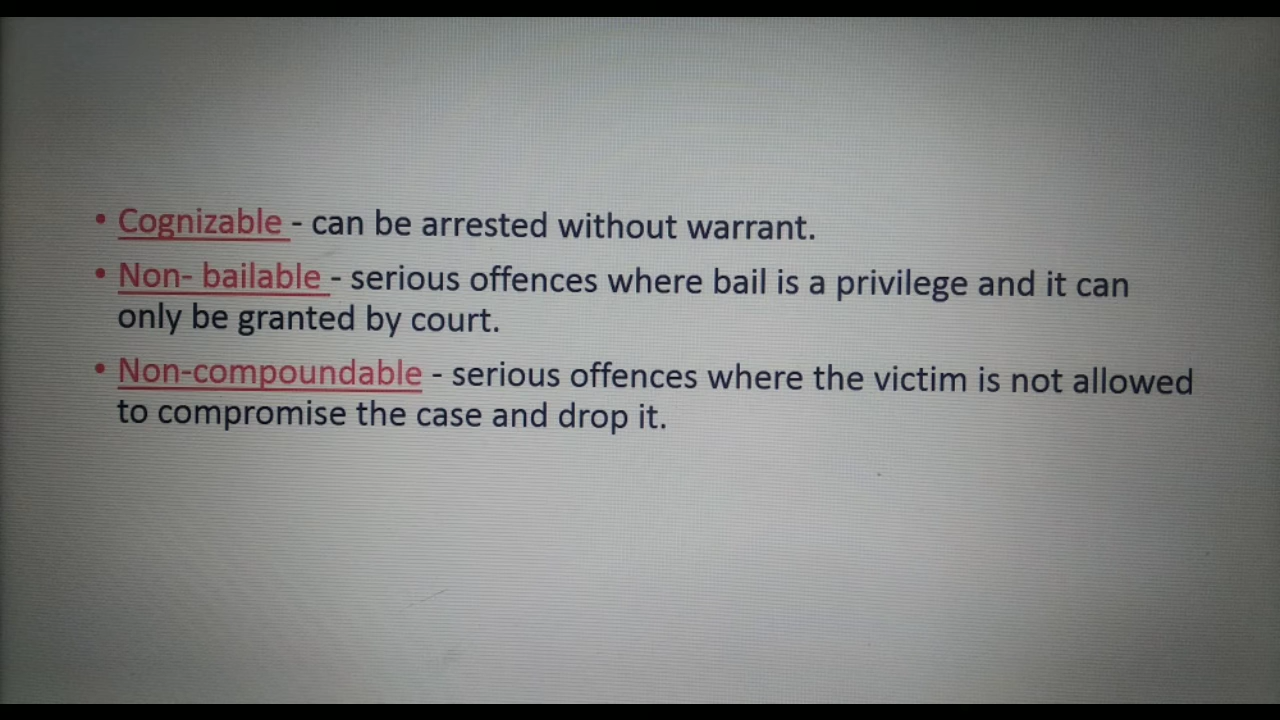 • Cognizable - can be arrested without warrant.
• Non- bailable - serious offences where bail is a privilege and it can
only be granted by court.
• Non-compoundable - serious offences where the victim is not allowed
to compromise the case and drop it.